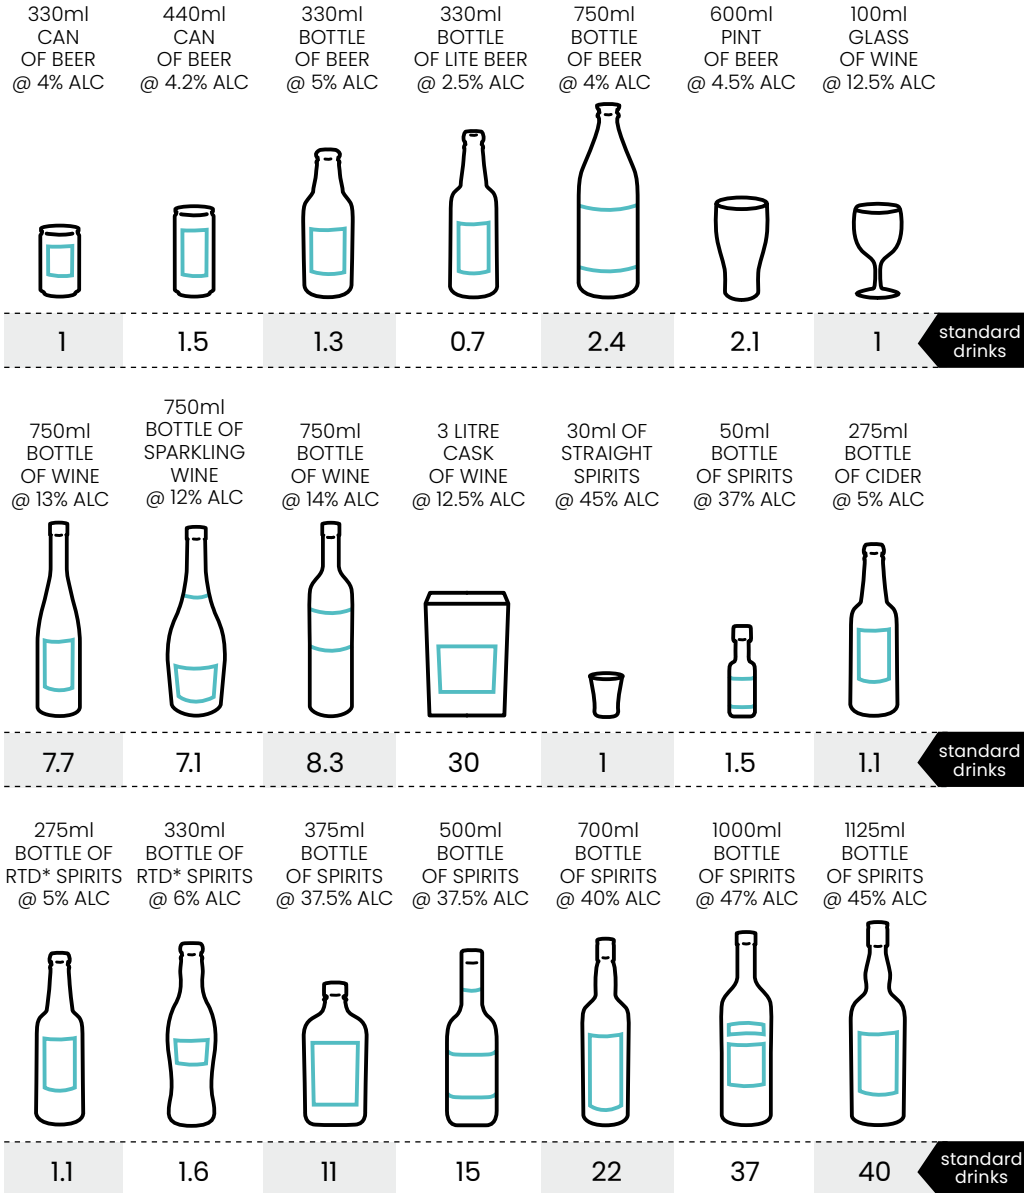 330ml
CAN
OF BEER
@ 4% ALC
440ml
CAN
OF BEER
@ 4.2% ALC
330ml
BOTTLE
OF BEER
@ 5% ALC
330ml
BOTTLE
OF LITE BEER
@ 2.5% ALC
750ml
BOTTLE
OF BEER
@ 4% ALC
600ml
PINT
OF BEER
@ 4.5% ALC
100ml
GLASS
OF WINE
@ 12.5% ALC
1
1.5
1.3
0.7
2.4
2.1
1
standard
drinks
750ml
BOTTLE
OF WINE
@ 13% ALC
750ml
BOTTLE OF
SPARKLING
WINE
@ 12% ALC
750ml
BOTTLE
OF WINE
@ 14% ALC
3 LITRE
CASK
OF WINE
@ 12.5% ALC
30ml OF
STRAIGHT
SPIRITS
@ 45% ALC
50ml
BOTTLE
OF SPIRITS
@ 37% ALC
275ml
BOTTLE
OF CIDER
@ 5% ALC
7.7
7.1
8.3
30
1
1.5
1.1
standard
drinks
275ml
BOTTLE OF
RTD* SPIRITS
@ 5% ALC
330ml
BOTTLE OF
RTD* SPIRITS
@ 6% ALC
375ml
BOTTLE
OF SPIRITS
@ 37.5% ALC
500ml
BOTTLE
OF SPIRITS
@ 37.5% ALC
700ml
BOTTLE
OF SPIRITS
@ 40% ALC
1000ml
BOTTLE
OF SPIRITS
@ 47% ALC
1125ml
BOTTLE
OF SPIRITS
@ 45% ALC
1.1
1.6
11
15
22
37
40
standard
drinks